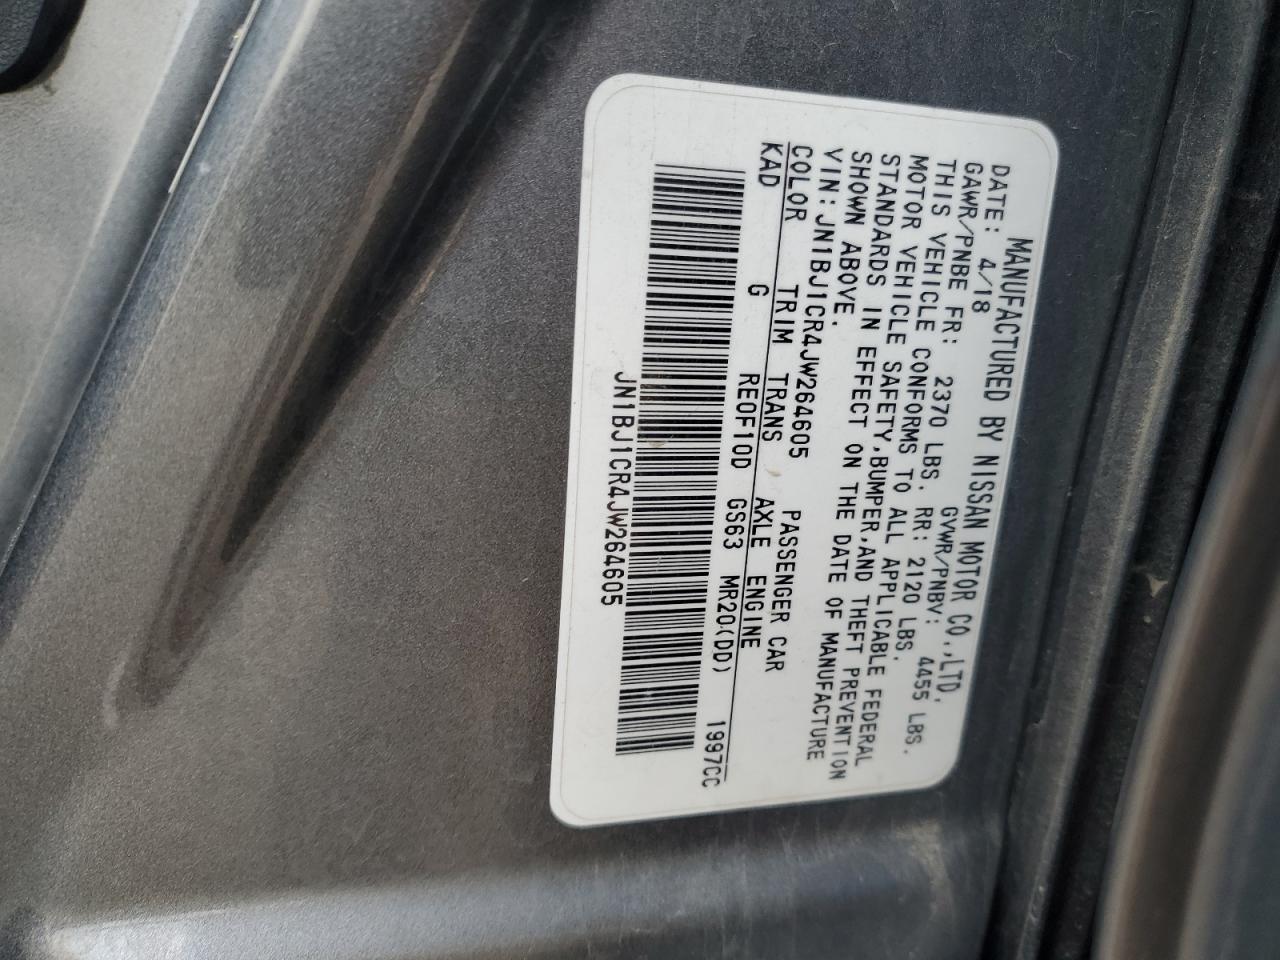 MANUFACTURED BY NISSAN MOTOR CO.,LTD.
DATE: 4/18 GVWR/PNBV: 4455 LBS.
GAWR/PNBE FR: 2370 LBS. RR: 2120 LBS.
THIS VEHICLE CONFORMS TO ALL APPLICABLE FEDERAL
MOTOR VEHICLE SAFETY,BUMPER,AND THEFT PREVENTION
STANDARDS IN EFFECT ON THE DATE OF MANUFACTURE
SHOWN ABOVE.
VIN:JN1BJ1CR4JW264605 PASSENGER CAR
COLOR TRIM TRANS AXLE ENGINE
KAD G RE0F10D GS63 MR20(DD) 1997CC
JN1BJ1CR4JW264605